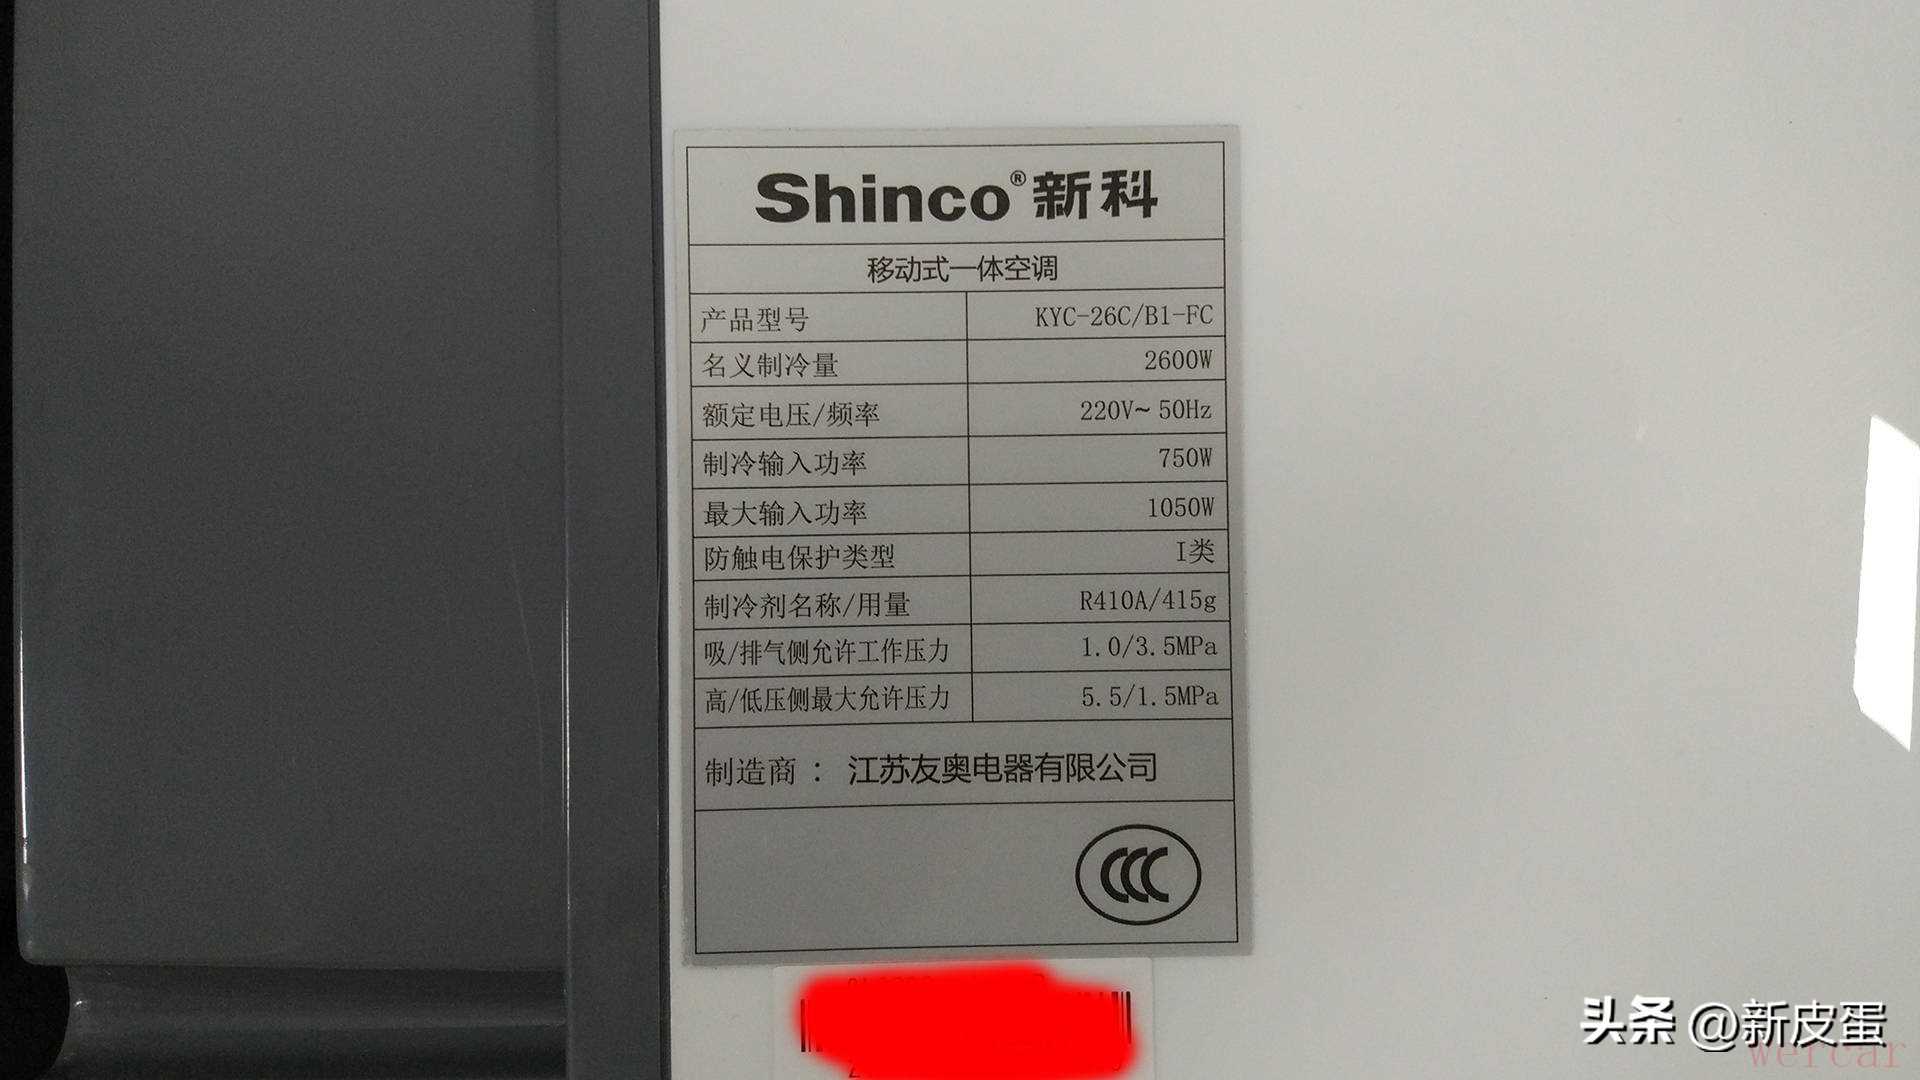 Shinco®新科
移动式一体空调
产品型号 KYC-26C/B1-FC
名义制冷量 2600W
额定电压/频率 220V~50Hz
制冷输入功率 750W
最大输入功率 1050W
防触电保护类型 I类
制冷剂名称/用量 R410A/415g
吸/排气侧允许工作压力 1.0/3.5MPa
高/低压侧最大允许压力 5.5/1.5MPa
制造商：江苏友奥电器有限公司
CCC
头条 @新皮蛋
wercar